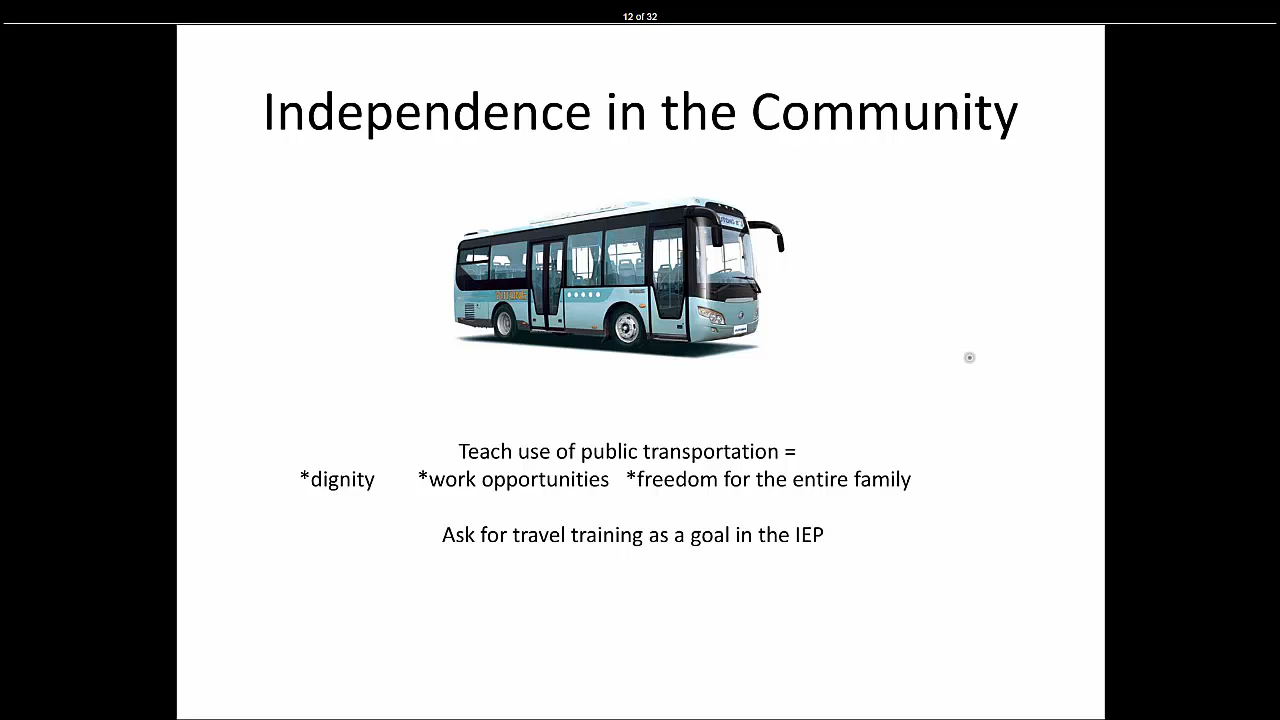 12 of 32
Independence in the Community
Teach use of public transportation =
*dignity *work opportunities *freedom for the entire family
Ask for travel training as a goal in the IEP